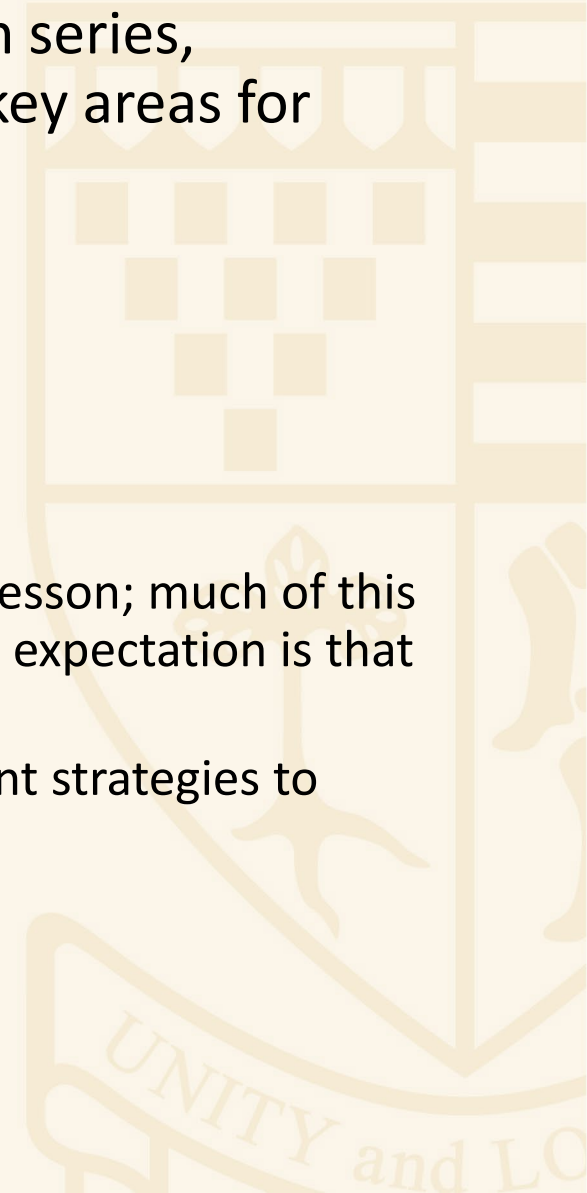 n series,
key areas for
esson; much of this
expectation is that
nt strategies to
UNITY and LO